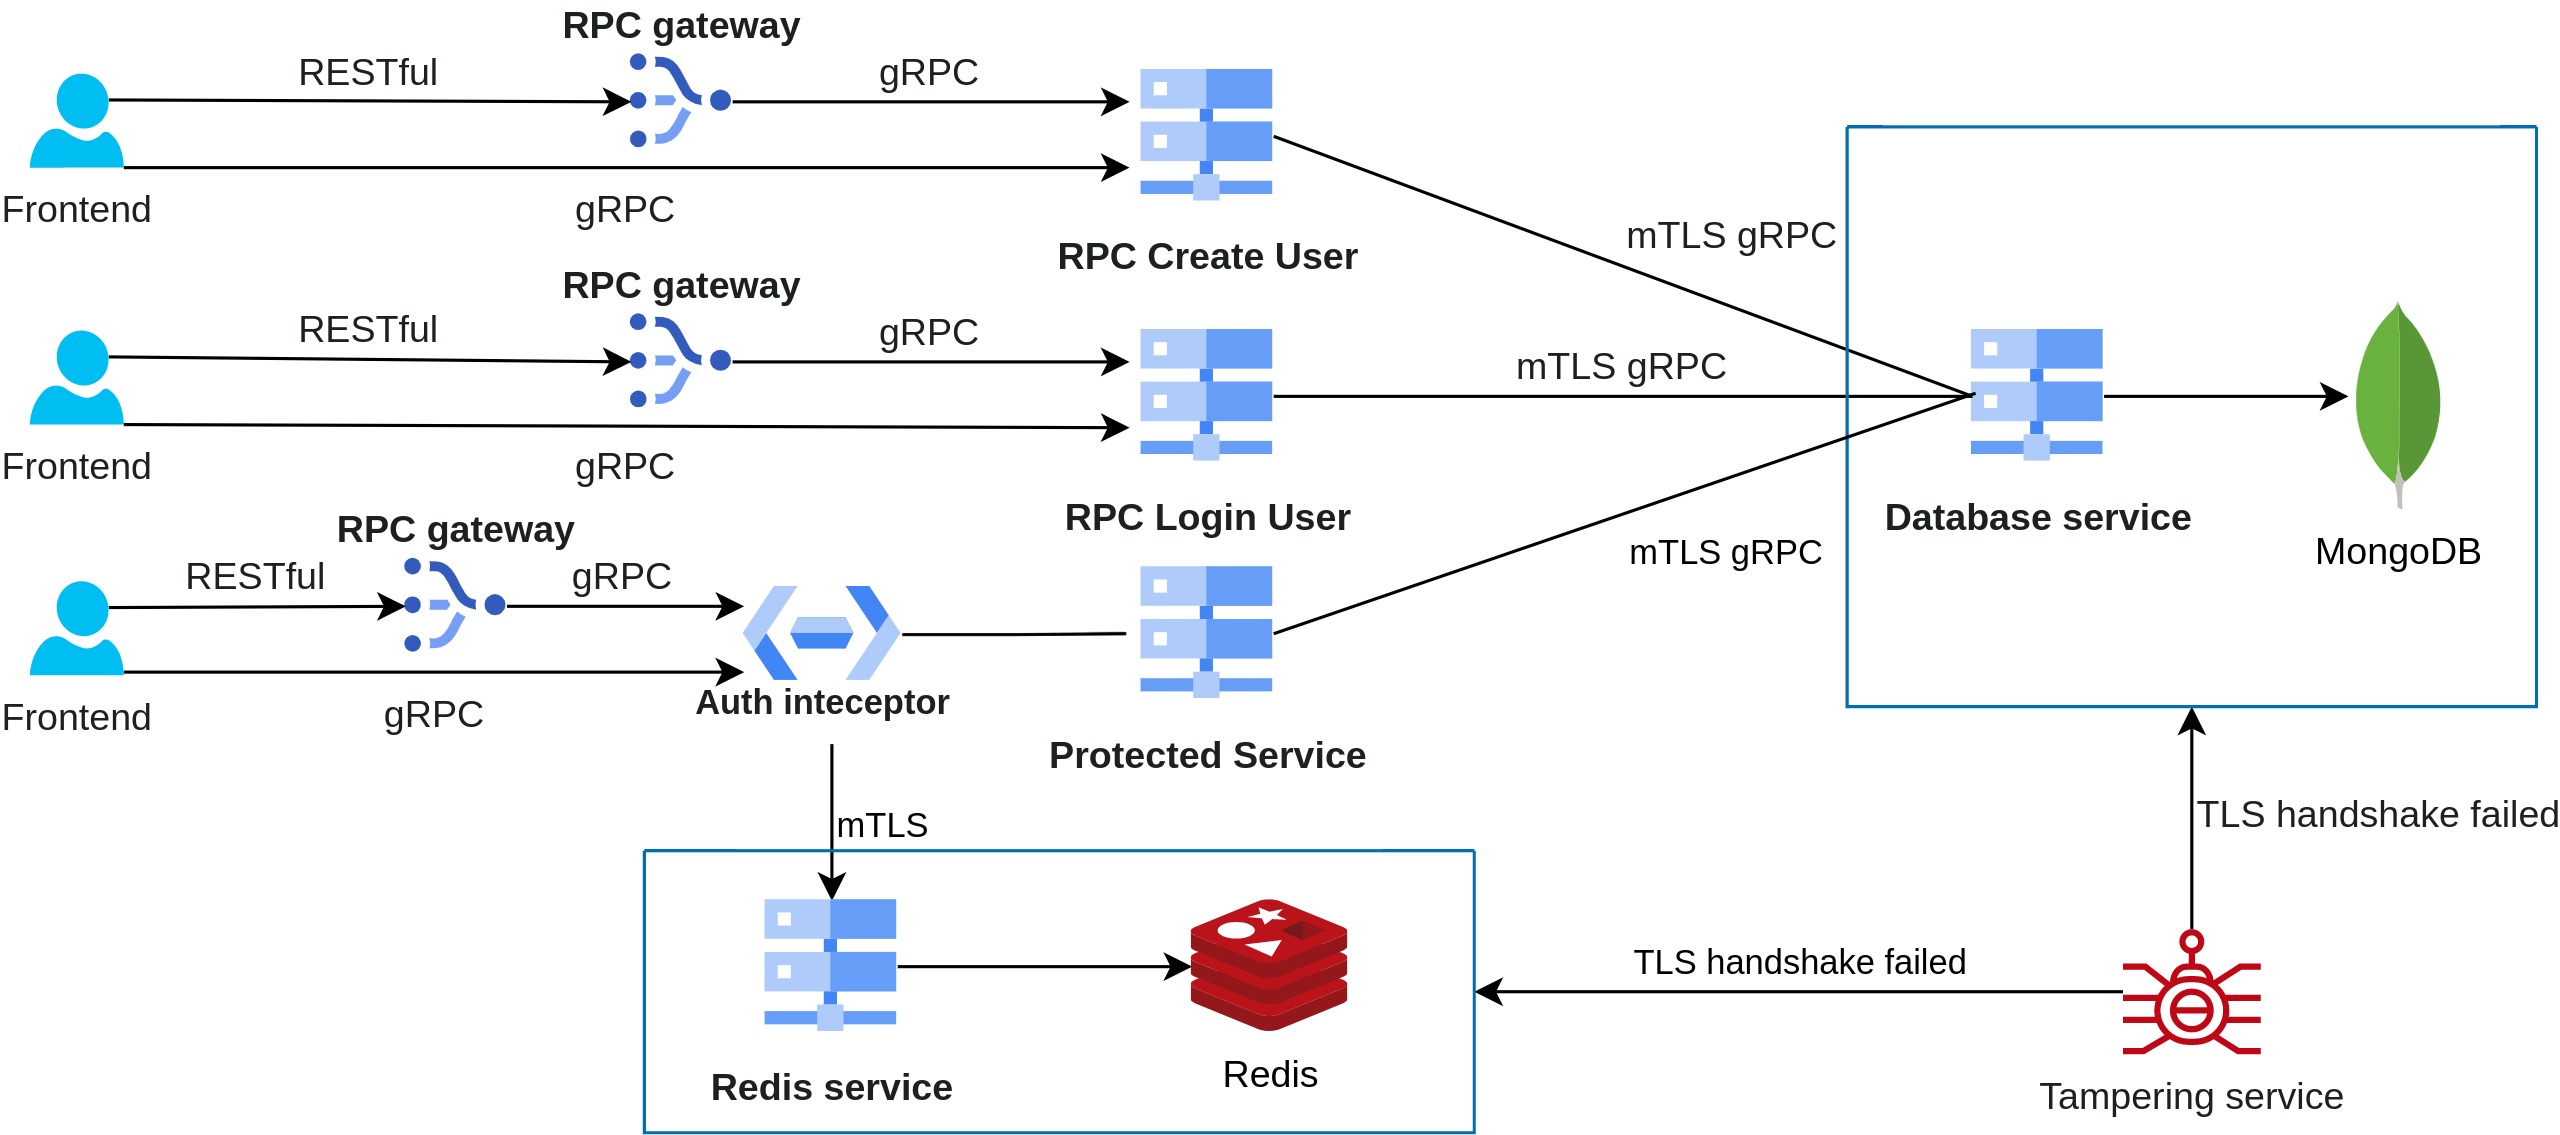 RPC gateway
RESTful
gRPC
Frontend
gRPC
RPC Create User
mTLS gRPC
RPC gateway
RESTful
gRPC
mTLS gRPC
Frontend
gRPC
RPC Login User
Database service
MongoDB
RPC gateway
RESTful
gRPC
mTLS gRPC
Frontend
gRPC
Auth inteceptor
Protected Service
mTLS
TLS handshake failed
TLS handshake failed
Redis service
Redis
Tampering service